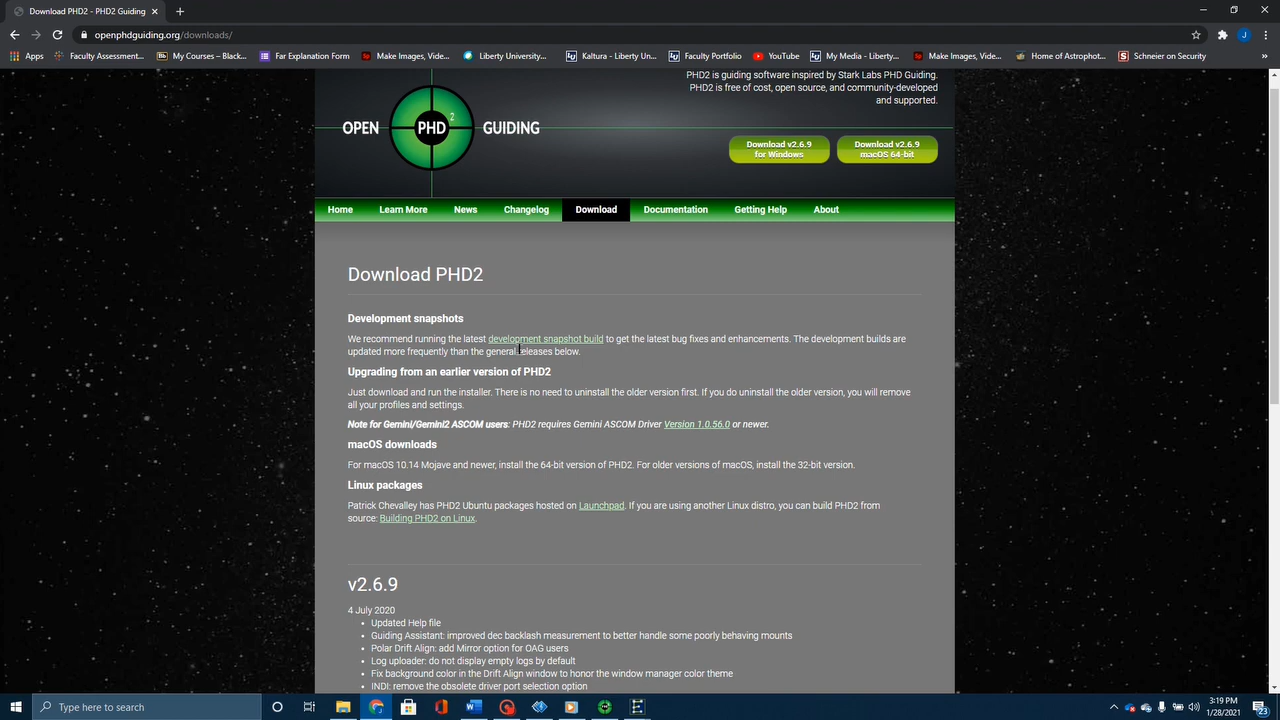 Download PHD2 - PHD2 Guiding
openphdguiding.org/downloads/
J
Apps
Faculty Assessment...
My Courses – Black...
Far Explanation Form
Make Images, Vide...
Liberty University...
Kaltura - Liberty Un...
Faculty Portfolio
YouTube
My Media - Liberty...
Make Images, Vide...
Home of Astrophot...
Schneier on Security
PHD2 is guiding software inspired by Stark Labs PHD Guiding.
PHD2 is free of cost, open source, and community-developed
and supported.
OPEN PHD2 GUIDING
Download v2.6.9
for Windows
Download v2.6.9
macOS 64-bit
Home Learn More News Changelog Download Documentation Getting Help About
Download PHD2
Development snapshots
We recommend running the latest development snapshot build to get the latest bug fixes and enhancements. The development builds are
updated more frequently than the general releases below.
Upgrading from an earlier version of PHD2
Just download and run the installer. There is no need to uninstall the older version first. If you do uninstall the older version, you will remove
all your profiles and settings.
Note for Gemini/Gemini2 ASCOM users: PHD2 requires Gemini ASCOM Driver Version 1.0.56.0 or newer.
macOS downloads
For macOS 10.14 Mojave and newer, install the 64-bit version of PHD2. For older versions of macOS, install the 32-bit version.
Linux packages
Patrick Chevalley has PHD2 Ubuntu packages hosted on Launchpad. If you are using another Linux distro, you can build PHD2 from
source: Building PHD2 on Linux.
v2.6.9
4 July 2020
• Updated Help file
• Guiding Assistant: improved dec backlash measurement to better handle some poorly behaving mounts
• Polar Drift Align: add Mirror option for OAG users
• Log uploader: do not display empty logs by default
• Fix background color in the Drift Align window to honor the window manager color theme
• INDI: remove the obsolete driver port selection option
Type here to search
3:19 PM
1/28/2021
23